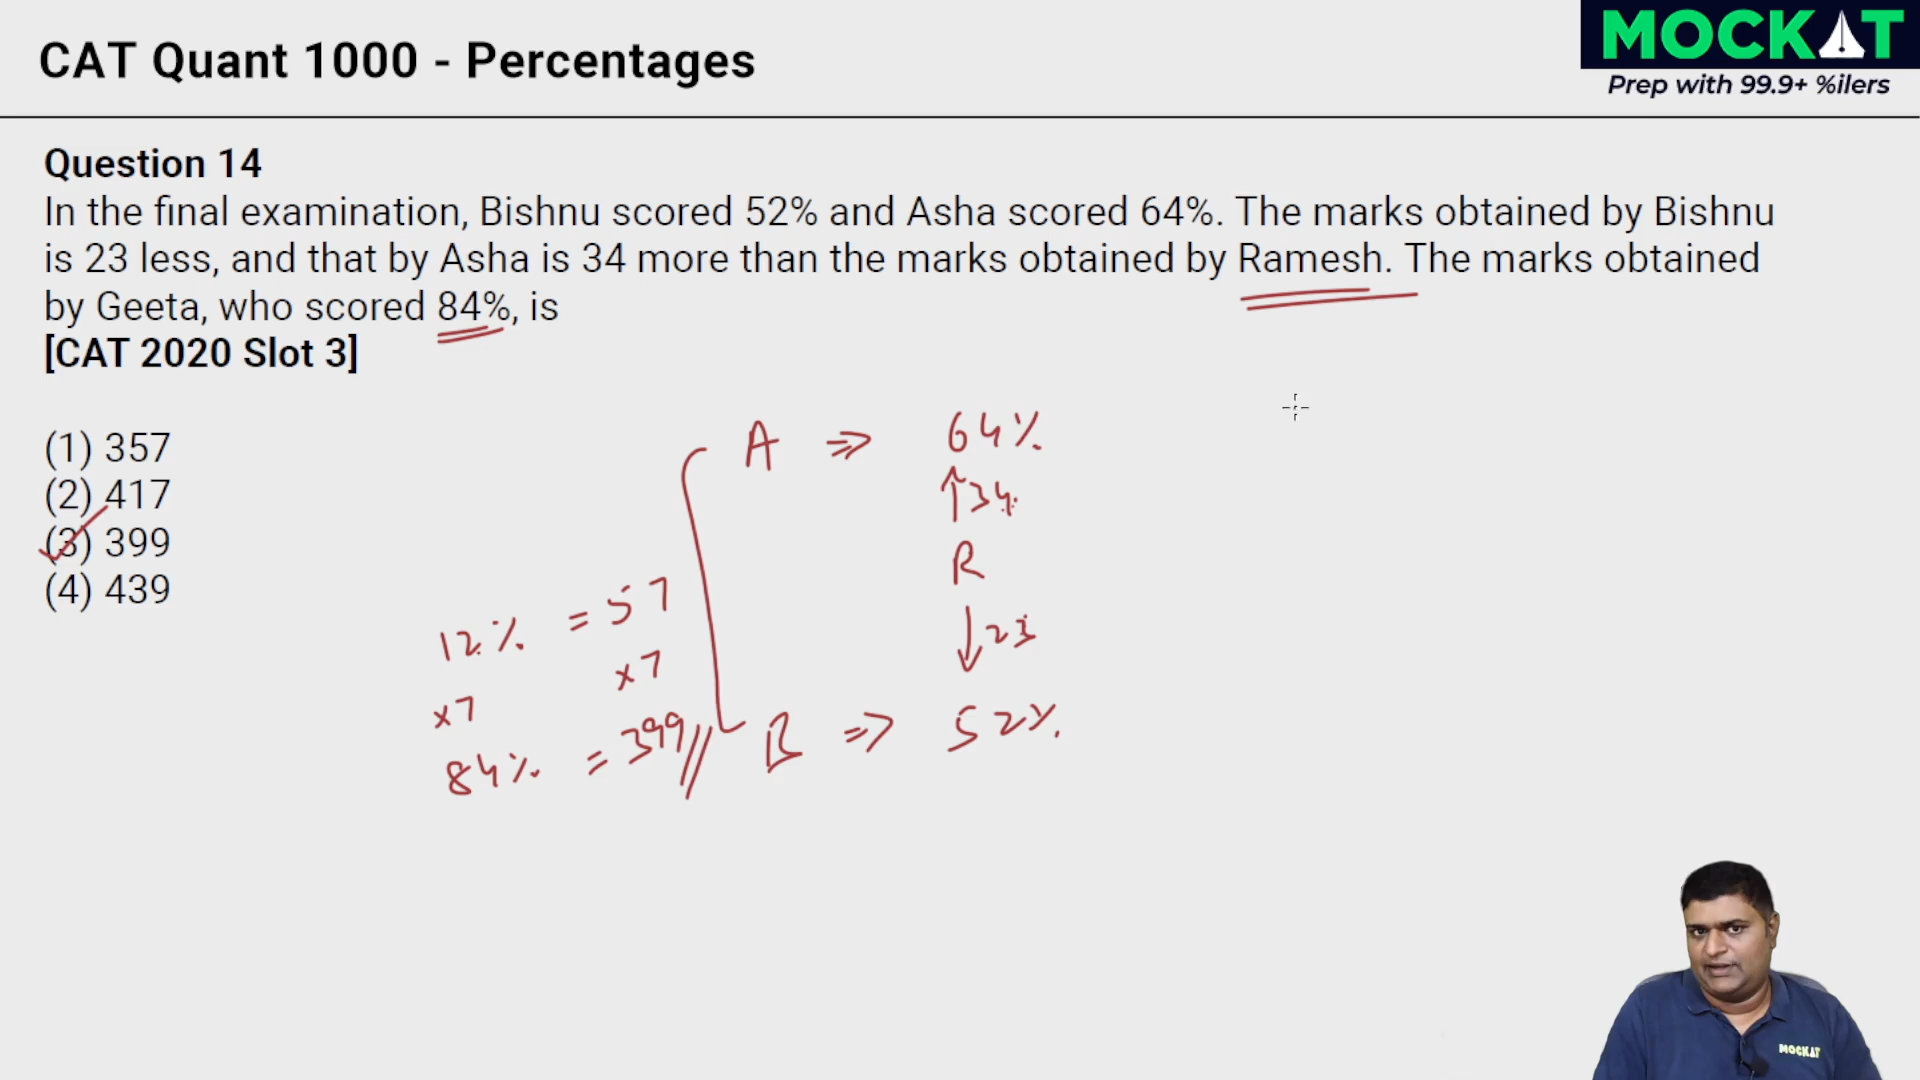 CAT Quant 1000 - Percentages
MOCKAT
Prep with 99.9+ %ilers
Question 14
In the final examination, Bishnu scored 52% and Asha scored 64%. The marks obtained by Bishnu
is 23 less, and that by Asha is 34 more than the marks obtained by Ramesh. The marks obtained
by Geeta, who scored 84%, is
[CAT 2020 Slot 3]
(1) 357
(2) 417
(3) 399
(4) 439
A ⇒ 64%
↑34
R
↓23
B ⇒ 52%
12% = 57
×7 ×7
84% = 399
MOCKAT